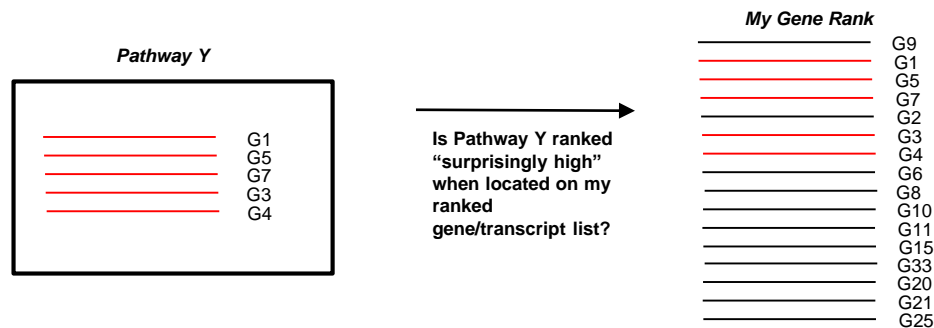 Pathway Y
G1
G5
G7
G3
G4
Is Pathway Y ranked
“surprisingly high”
when located on my
ranked
gene/transcript list?
My Gene Rank
G9
G1
G5
G7
G2
G3
G4
G6
G8
G10
G11
G15
G33
G20
G21
G25